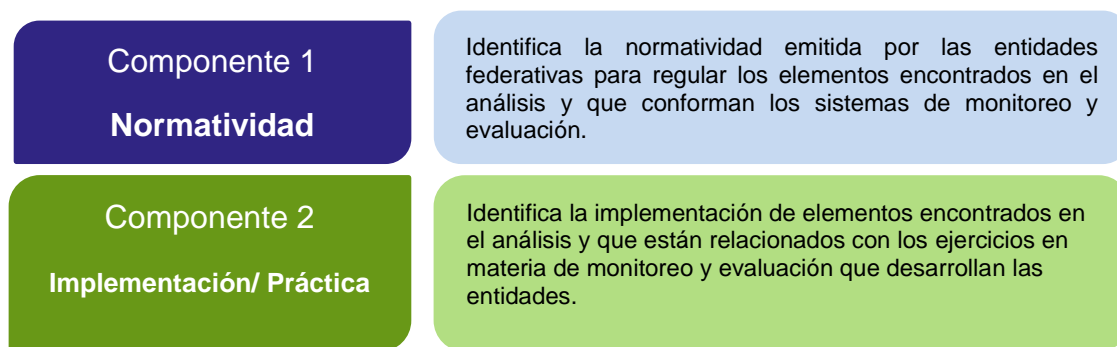 Componente 1
Normatividad
Identifica la normatividad emitida por las entidades
federativas para regular los elementos encontrados en el
análisis y que conforman los sistemas de monitoreo y
evaluación.
Componente 2
Implementación/ Práctica
Identifica la implementación de elementos encontrados en
el análisis y que están relacionados con los ejercicios en
materia de monitoreo y evaluación que desarrollan las
entidades.